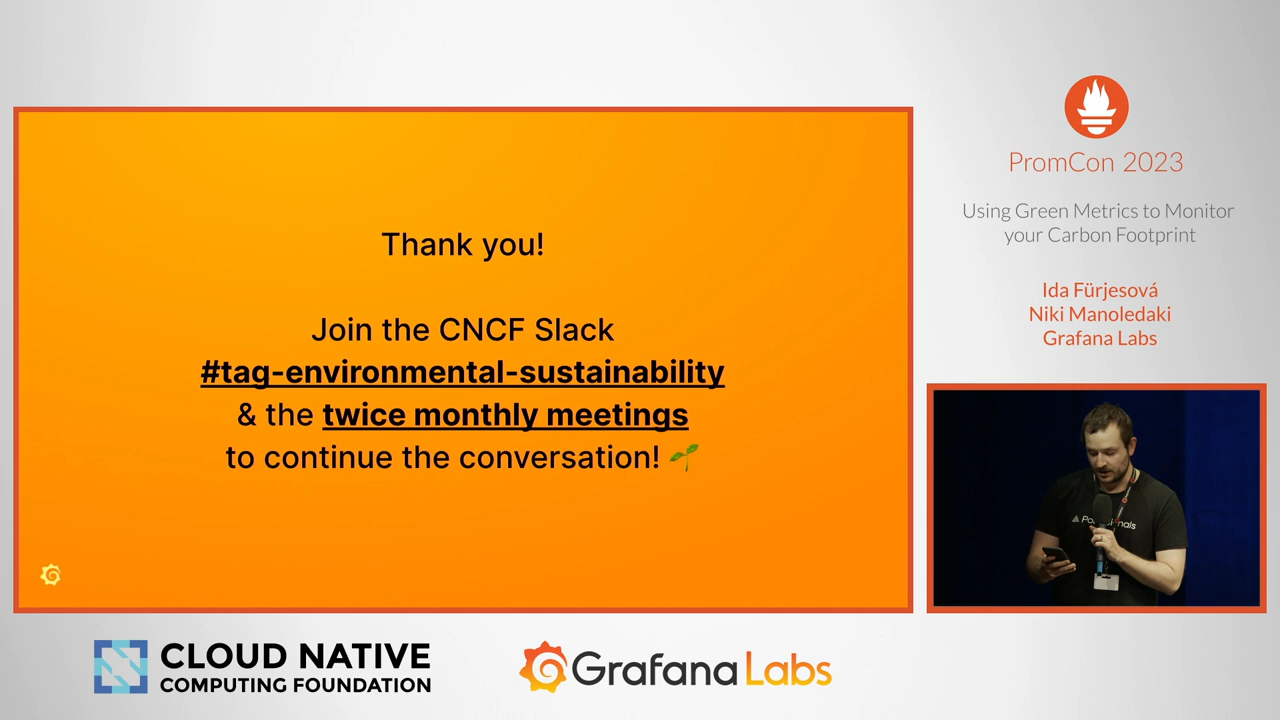 Thank you!
Join the CNCF Slack
#tag-environmental-sustainability
& the twice monthly meetings
to continue the conversation! 🌱
PromCon 2023
Using Green Metrics to Monitor
your Carbon Footprint
Ida Fürjesová
Niki Manoledaki
Grafana Labs
CLOUD NATIVE
COMPUTING FOUNDATION
Grafana Labs